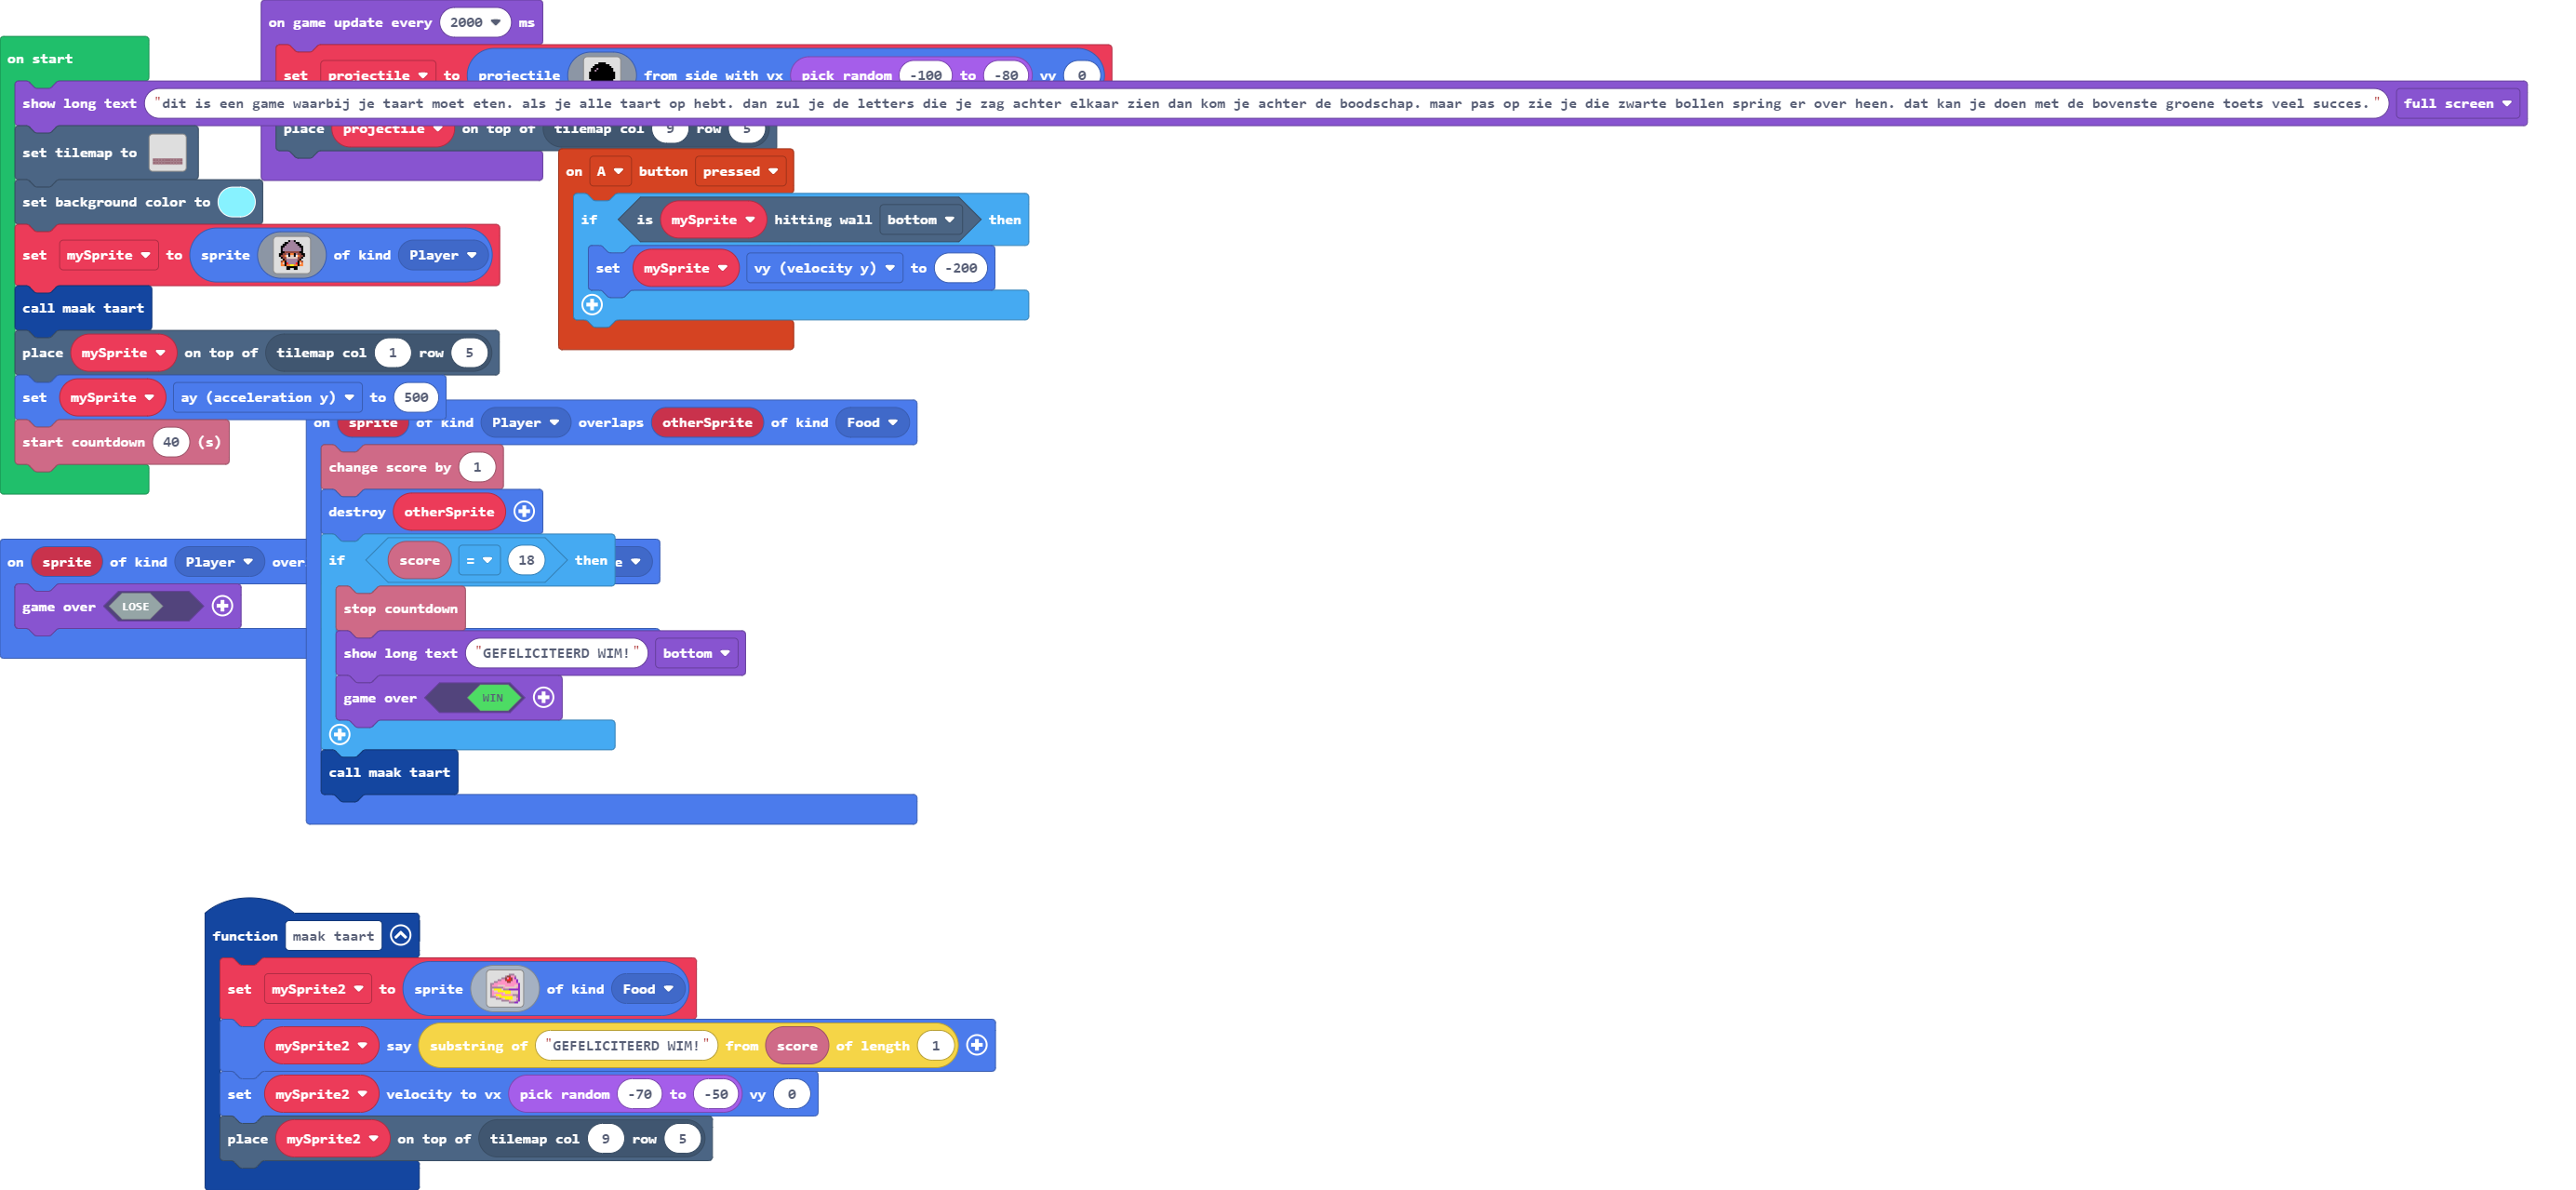 on game update every 2000 ms
set projectile to projectile from side with vx pick random -100 to -80 vy 0
place projectile on top of tilemap col 9 row 5
on start
show long text "dit is een game waarbij je taart moet eten. als je alle taart op hebt. dan zul je de letters die je zag achter elkaar zien dan kom je achter de boodschap. maar pas op zie je die zwarte bollen spring er over heen. dat kan je doen met de bovenste groene toets veel succes." full screen
set tilemap to
set background color to
set mySprite to sprite of kind Player
call maak taart
place mySprite on top of tilemap col 1 row 5
set mySprite ay (acceleration y) to 500
start countdown 40 (s)
on A button pressed
if is mySprite hitting wall bottom then
set mySprite vy (velocity y) to -200
on sprite of kind Player overlaps otherSprite of kind Food
change score by 1
destroy otherSprite
if score = 18 then
stop countdown
show long text "GEFELICITEERD WIM!" bottom
game over WIN
call maak taart
on sprite of kind Player over
game over LOSE
function maak taart
set mySprite2 to sprite of kind Food
mySprite2 say substring of "GEFELICITEERD WIM!" from score of length 1
set mySprite2 velocity to vx pick random -70 to -50 vy 0
place mySprite2 on top of tilemap col 9 row 5